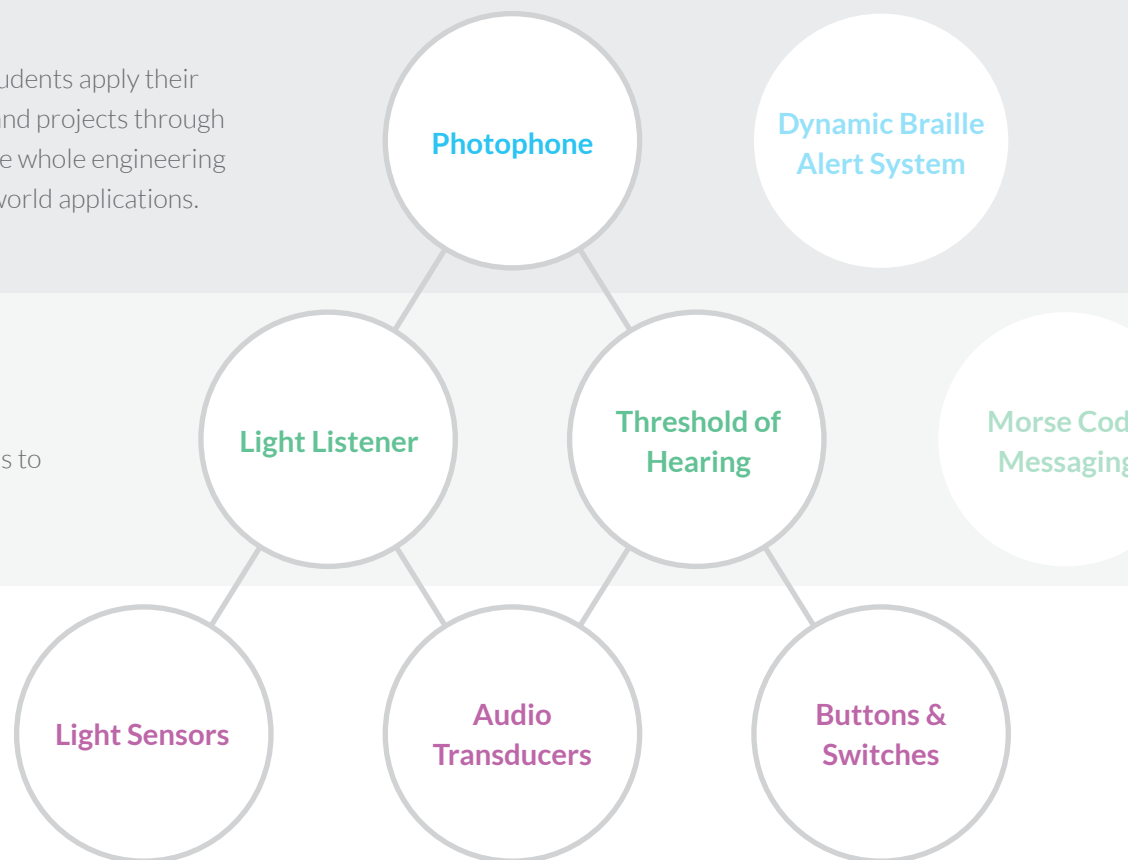 udents apply their
and projects through
e whole engineering
world applications.
Photophone
Dynamic Braille
Alert System
s to
Light Listener
Threshold of
Hearing
Morse Cod
Messaging
Light Sensors
Audio
Transducers
Buttons &
Switches